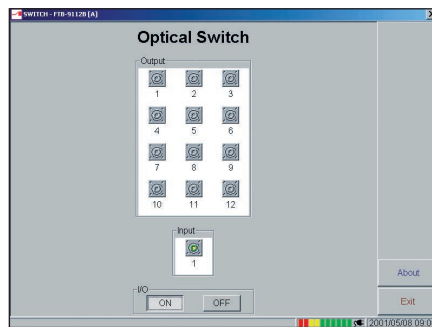 SWITCH - FTB-9112B [A]
Optical Switch
Output
1 2 3
4 5 6
7 8 9
10 11 12
Input
1
I/O
ON OFF
About
Exit
2001/05/08 09:0